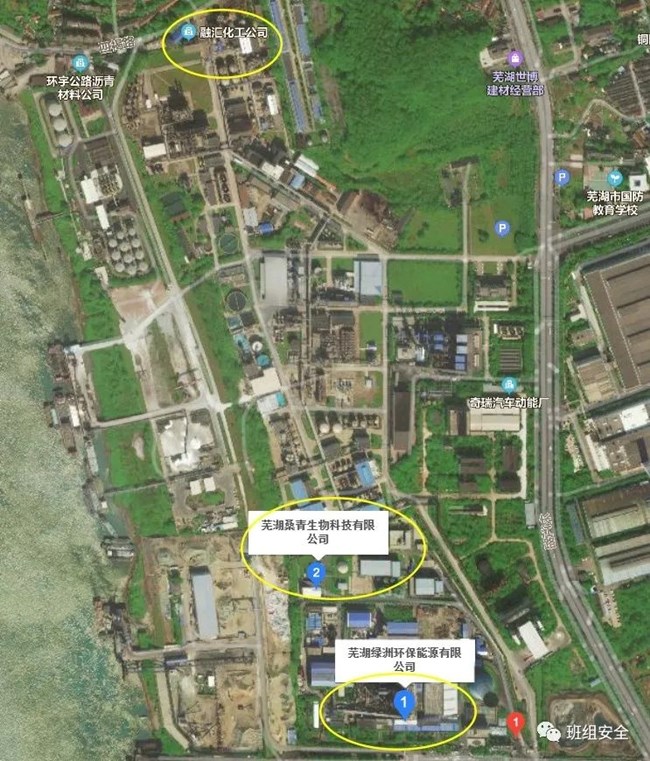 融汇化工公司
环宇公路沥青
材料公司
芜湖世博
建材经营部
P
芜湖市国防
教育学校
P
奇瑞汽车动能厂
芜湖桑青生物科技有限
公司
2
芜湖绿洲环保能源有限
公司
1
1
班组安全